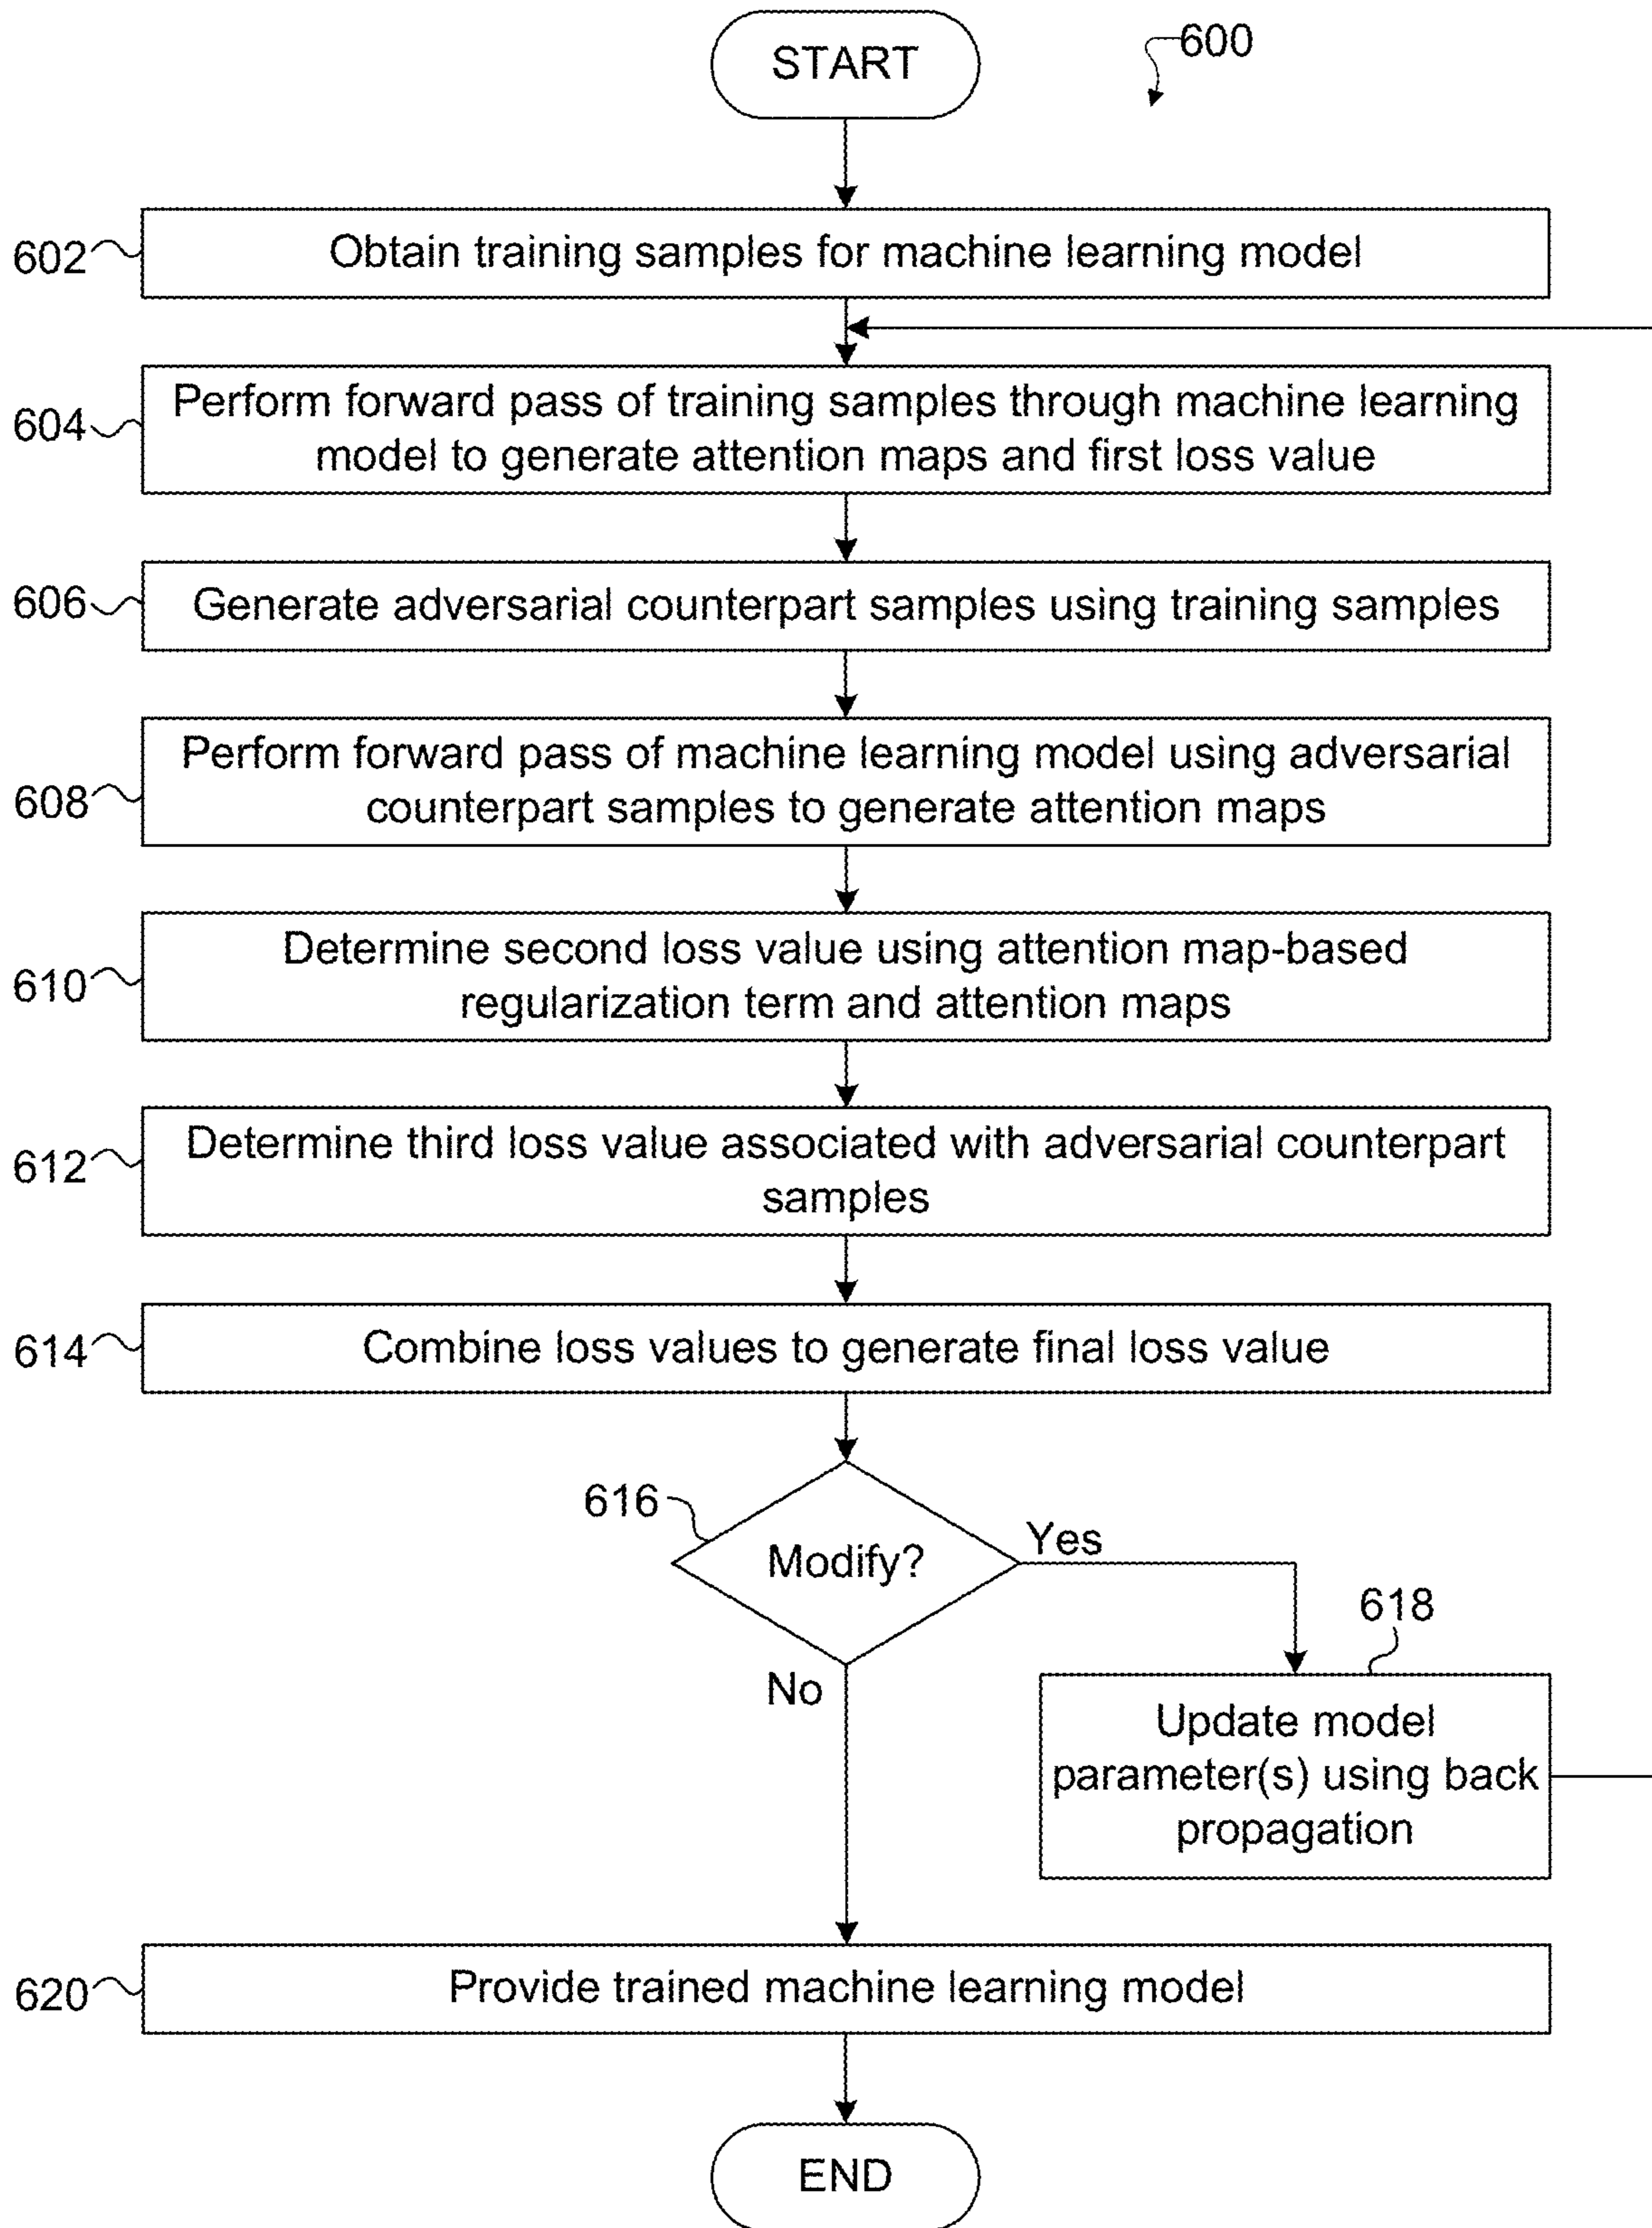 START
600
602
Obtain training samples for machine learning model
604
Perform forward pass of training samples through machine learning
model to generate attention maps and first loss value
606
Generate adversarial counterpart samples using training samples
608
Perform forward pass of machine learning model using adversarial
counterpart samples to generate attention maps
610
Determine second loss value using attention map-based
regularization term and attention maps
612
Determine third loss value associated with adversarial counterpart
samples
614
Combine loss values to generate final loss value
616
Modify?
Yes
No
618
Update model
parameter(s) using back
propagation
620
Provide trained machine learning model
END